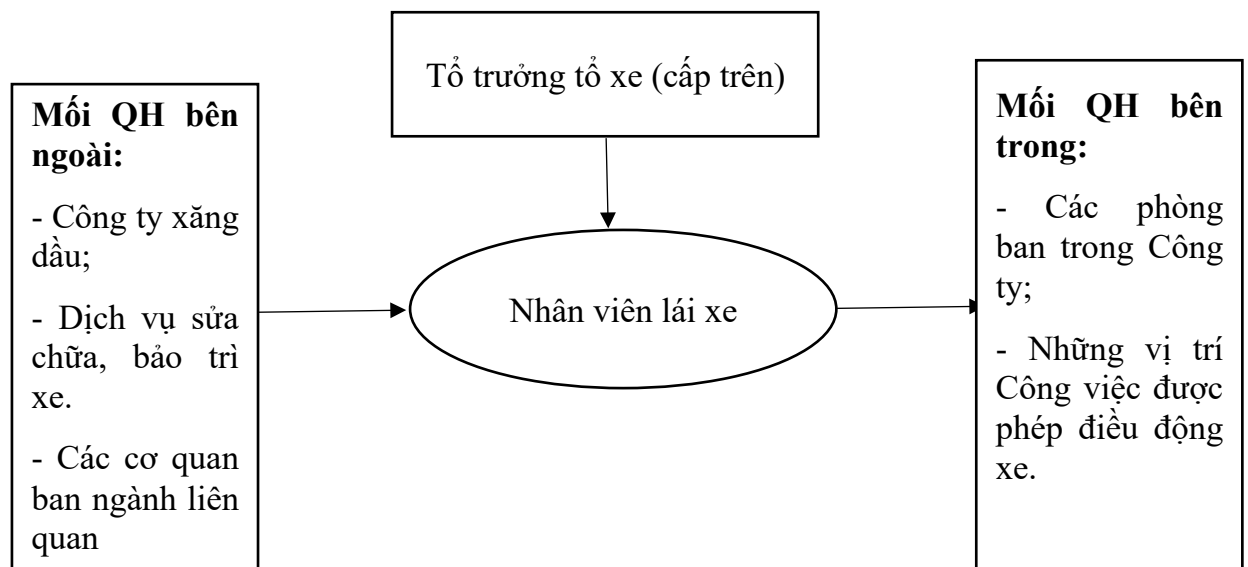 Tổ trưởng tổ xe (cấp trên)
Mối QH bên
ngoài:
- Công ty xăng
dầu;
- Dịch vụ sửa
chữa, bảo trì
xe.
- Các cơ quan
ban ngành liên
quan
Nhân viên lái xe
Mối QH bên
trong:
- Các phòng
ban trong Công
ty;
- Những vị trí
Công việc được
phép điều động
xe.